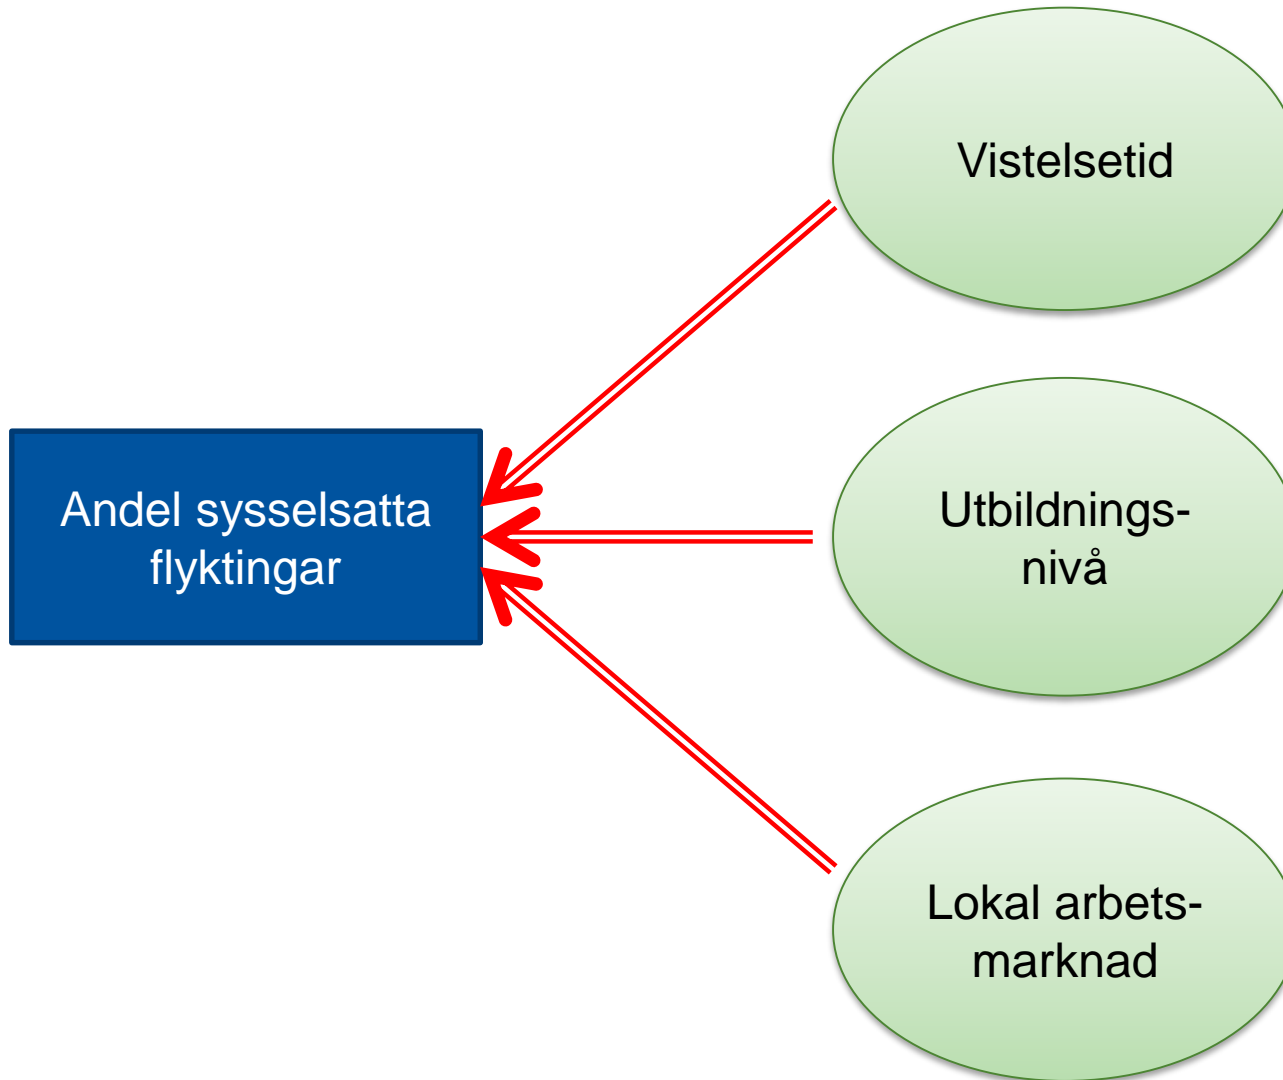 Vistelsetid
Andel sysselsatta
flyktingar
Utbildnings-
nivå
Lokal arbets-
marknad